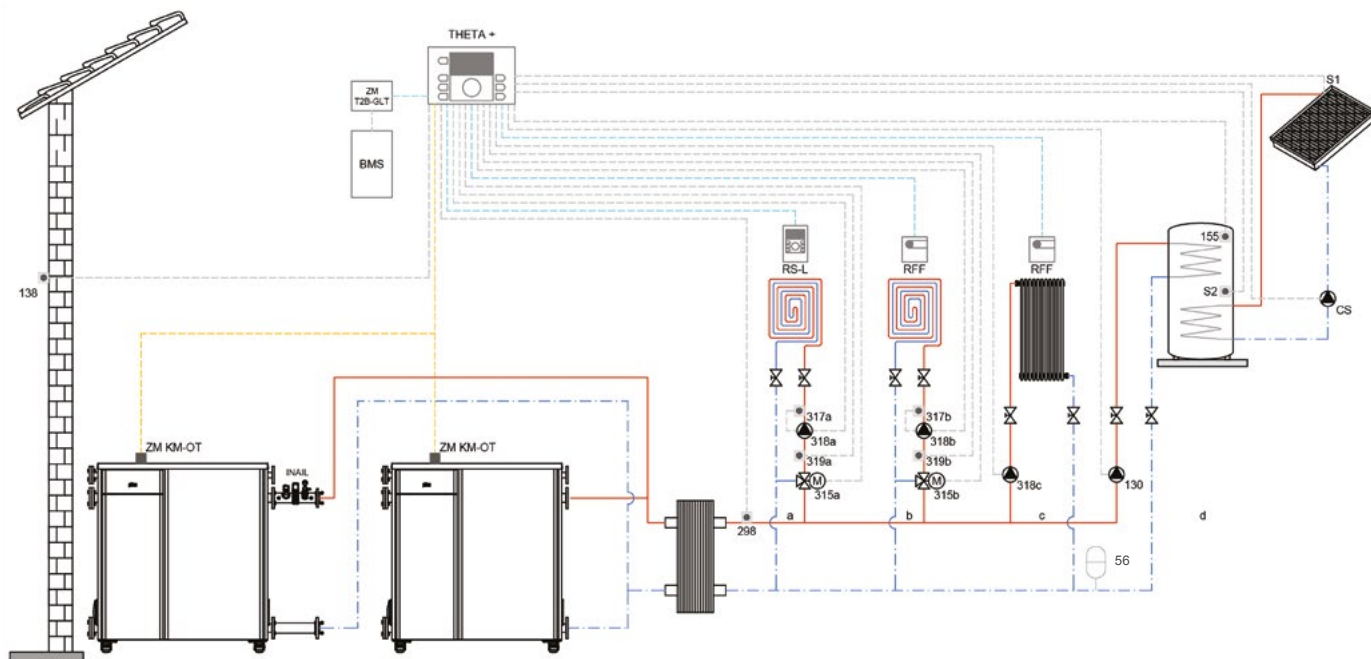 THETA +
S1
ZM
T2B-GLT
BMS
155
138
RS-L
RFF
RFF
S2
CS
317a
317b
318a
318b
ZM KM-OT
ZM KM-OT
INAIL
319a
319b
315a
M
315b
M
318c
130
298
a
b
c
d
56